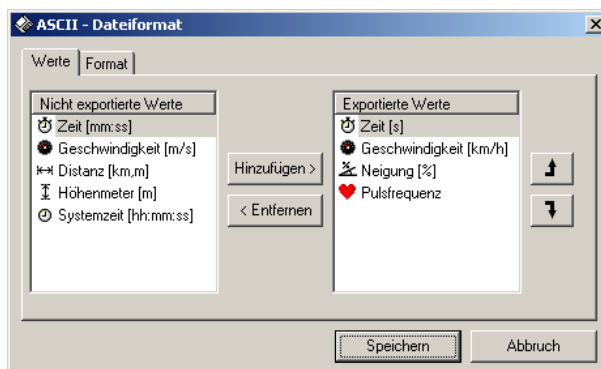 ASCII - Dateiformat
Werte
Format
Nicht exportierte Werte
Zeit [mm:ss]
Geschwindigkeit [m/s]
Distanz [km,m]
Höhenmeter [m]
Systemzeit [hh:mm:ss]
Hinzufügen >
< Entfernen
Exportierte Werte
Zeit [s]
Geschwindigkeit [km/h]
Neigung [%]
Pulsfrequenz
Speichern
Abbruch